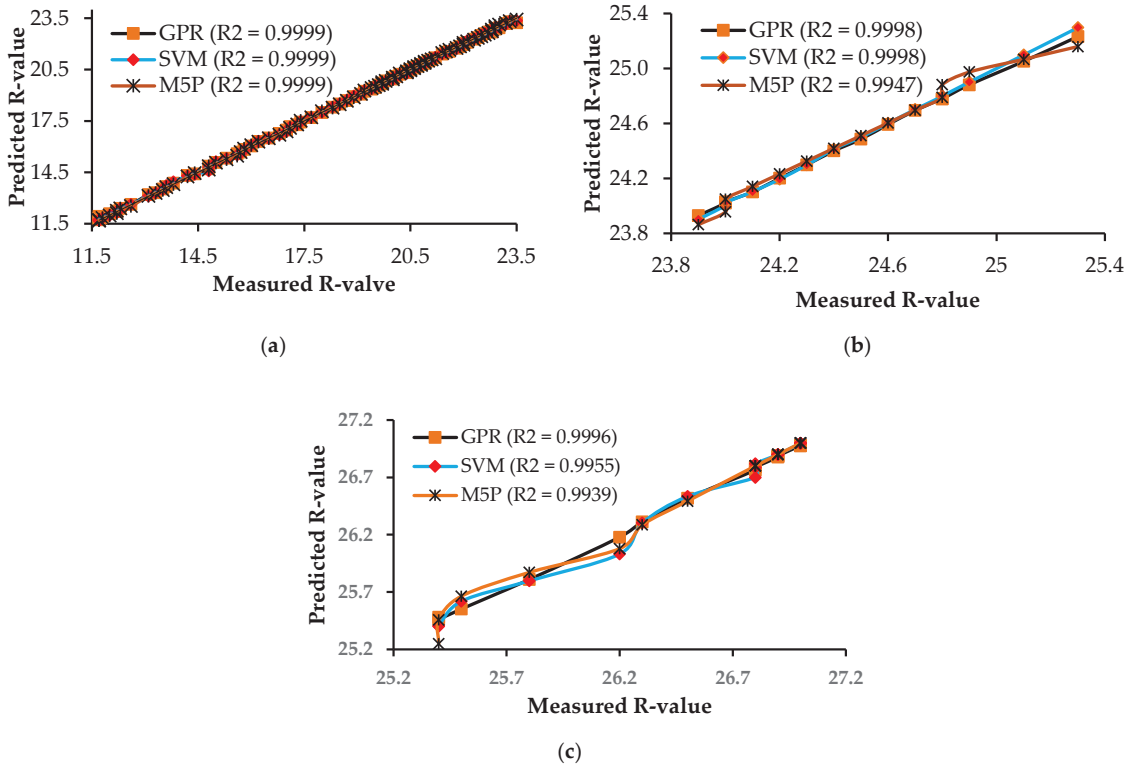 23.5
20.5
17.5
14.5
11.5
Predicted R-value
GPR (R2 = 0.9999)
SVM (R2 = 0.9999)
M5P (R2 = 0.9999)
11.5 14.5 17.5 20.5 23.5
Measured R-valve
(a)
25.4
25.0
24.6
24.2
23.8
Predicted R-value
GPR (R2 = 0.9998)
SVM (R2 = 0.9998)
M5P (R2 = 0.9947)
23.8 24.2 24.6 25 25.4
Measured R-value
(b)
27.2
26.7
26.2
25.7
25.2
Predicted R-value
GPR (R2 = 0.9996)
SVM (R2 = 0.9955)
M5P (R2 = 0.9939)
25.2 25.7 26.2 26.7 27.2
Measured R-value
(c)